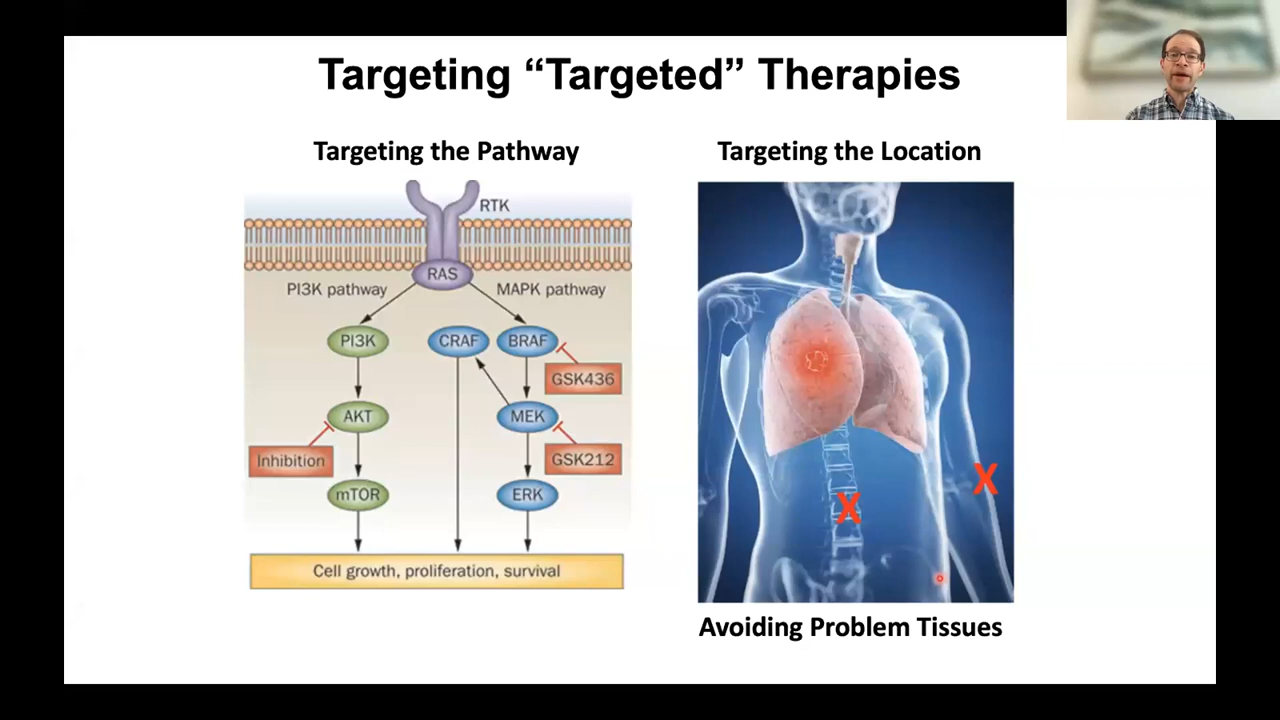 Targeting “Targeted” Therapies
Targeting the Pathway
RTK
RAS
PI3K pathway
MAPK pathway
PI3K
CRAF
BRAF
GSK436
AKT
MEK
Inhibition
GSK212
mTOR
ERK
Cell growth, proliferation, survival
Targeting the Location
X
X
Avoiding Problem Tissues